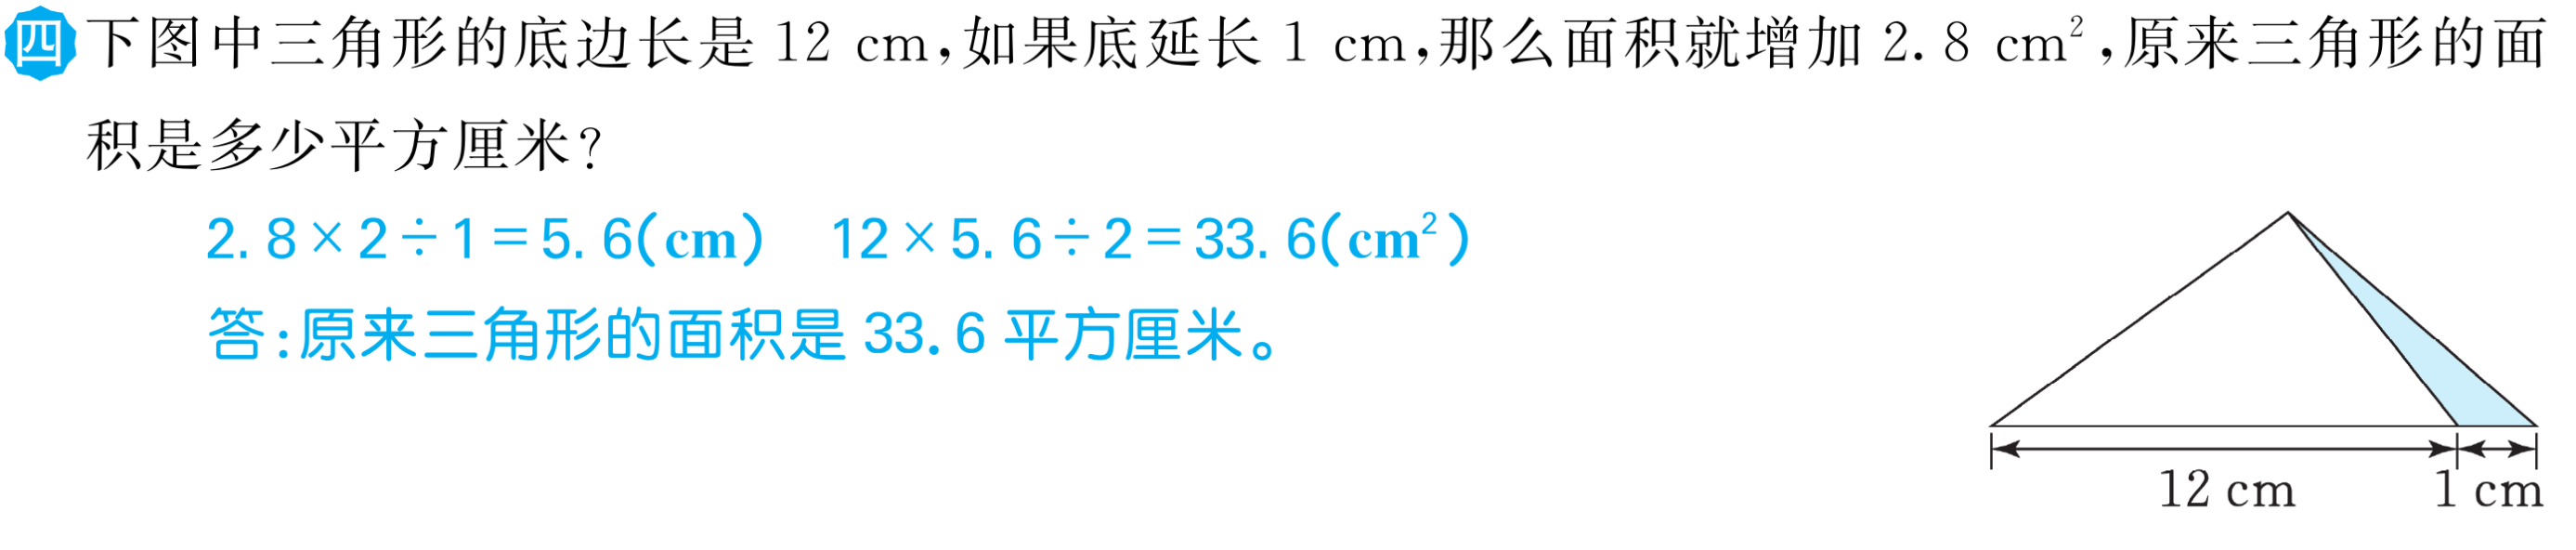 四 下图中三角形的底边长是 12 cm,如果底延长 1 cm,那么面积就增加 2.8 cm²,原来三角形的面
积是多少平方厘米?
2.8×2÷1=5.6(cm) 12×5.6÷2=33.6(cm²)
答:原来三角形的面积是 33.6 平方厘米。
12 cm 1 cm